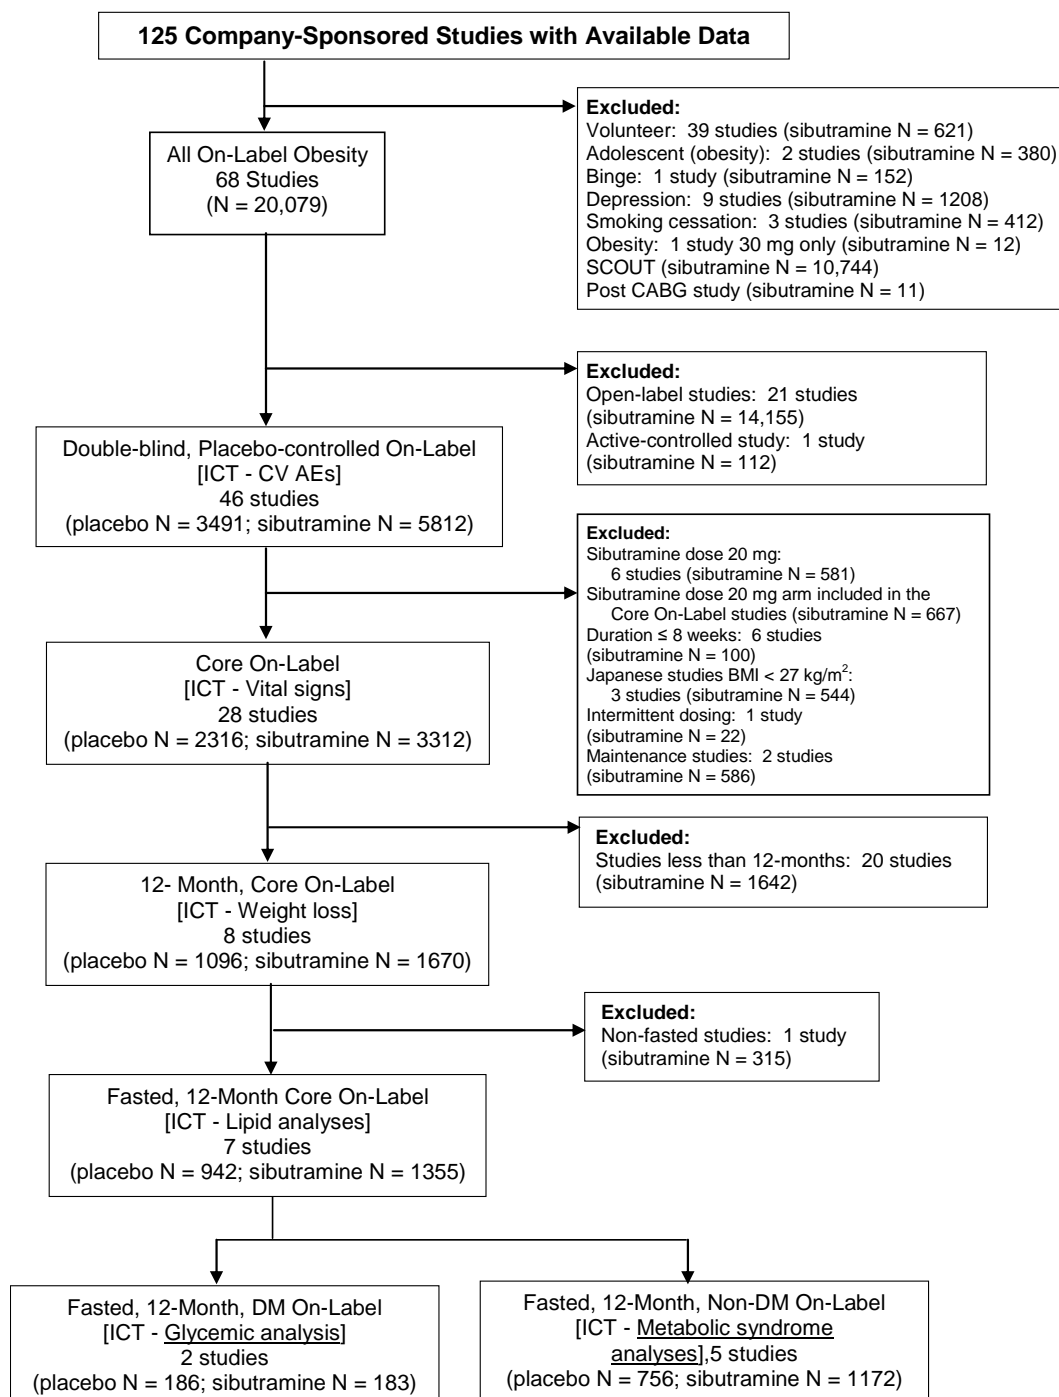 125 Company-Sponsored Studies with Available Data
Excluded:
Volunteer: 39 studies (sibutramine N = 621)
Adolescent (obesity): 2 studies (sibutramine N = 380)
Binge: 1 study (sibutramine N = 152)
Depression: 9 studies (sibutramine N = 1208)
Smoking cessation: 3 studies (sibutramine N = 412)
Obesity: 1 study 30 mg only (sibutramine N = 12)
SCOUT (sibutramine N = 10,744)
Post CABG study (sibutramine N = 11)
All On-Label Obesity
68 Studies
(N = 20,079)
Excluded:
Open-label studies: 21 studies
(sibutramine N = 14,155)
Active-controlled study: 1 study
(sibutramine N = 112)
Double-blind, Placebo-controlled On-Label
[ICT - CV AEs]
46 studies
(placebo N = 3491; sibutramine N = 5812)
Excluded:
Sibutramine dose 20 mg:
6 studies (sibutramine N = 581)
Sibutramine dose 20 mg arm included in the
Core On-Label studies (sibutramine N = 667)
Duration ≤ 8 weeks: 6 studies
(sibutramine N = 100)
Japanese studies BMI < 27 kg/m²:
3 studies (sibutramine N = 544)
Intermittent dosing: 1 study
(sibutramine N = 22)
Maintenance studies: 2 studies
(sibutramine N = 586)
Core On-Label
[ICT - Vital signs]
28 studies
(placebo N = 2316; sibutramine N = 3312)
Excluded:
Studies less than 12-months: 20 studies
(sibutramine N = 1642)
12- Month, Core On-Label
[ICT - Weight loss]
8 studies
(placebo N = 1096; sibutramine N = 1670)
Excluded:
Non-fasted studies: 1 study
(sibutramine N = 315)
Fasted, 12-Month Core On-Label
[ICT - Lipid analyses]
7 studies
(placebo N = 942; sibutramine N = 1355)
Fasted, 12-Month, DM On-Label
[ICT - Glycemic analysis]
2 studies
(placebo N = 186; sibutramine N = 183)
Fasted, 12-Month, Non-DM On-Label
[ICT - Metabolic syndrome
analyses],5 studies
(placebo N = 756; sibutramine N = 1172)